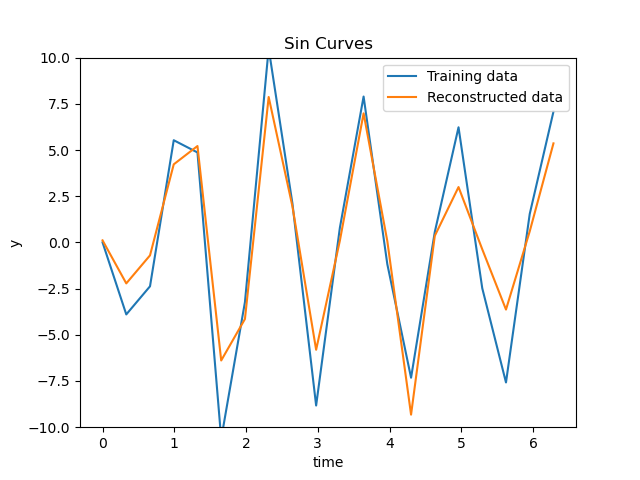 Sin Curves
Training data
Reconstructed data
10.0
7.5
5.0
2.5
0.0
−2.5
−5.0
−7.5
−10.0
y
0 1 2 3 4 5 6
time